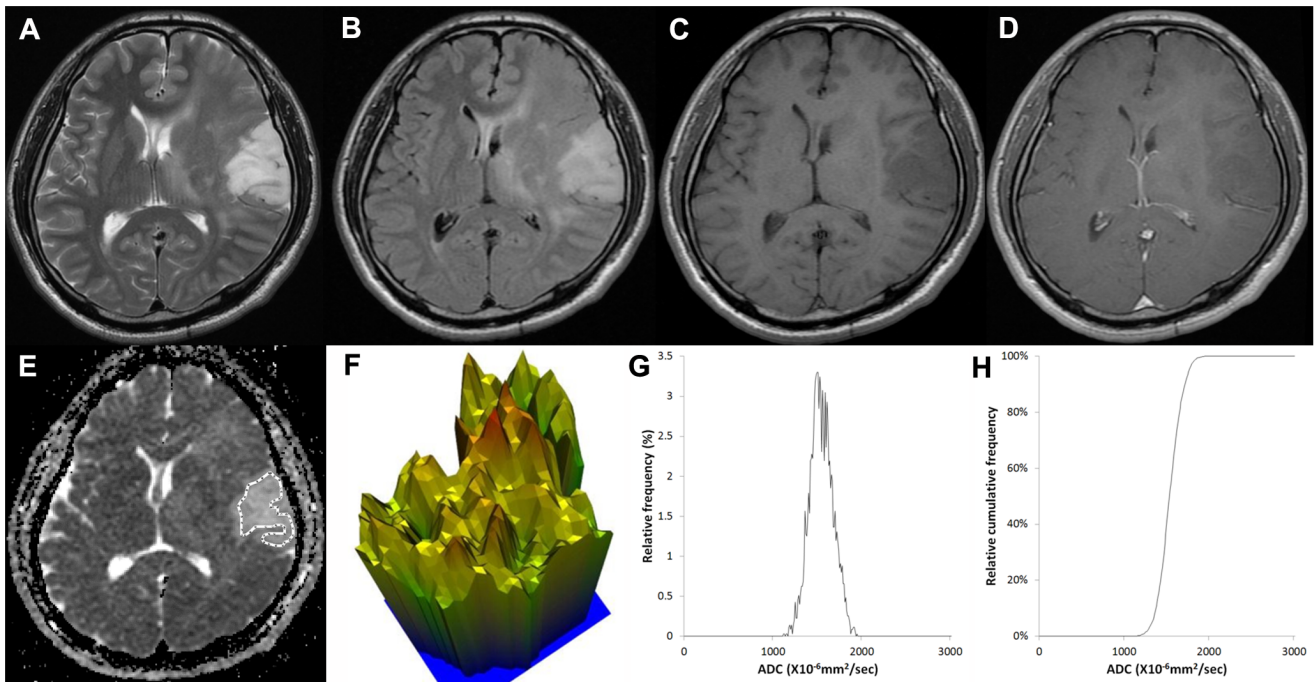 A
B
C
D
E
F
G
3.5
3
2.5
2
1.5
1
0.5
0
Relative frequency (%)
0
1000
2000
3000
ADC (X10⁻⁶mm²/sec)
H
100%
80%
60%
40%
20%
0%
Relative cumulative frequency
0
1000
2000
3000
ADC (X10⁻⁶mm²/sec)